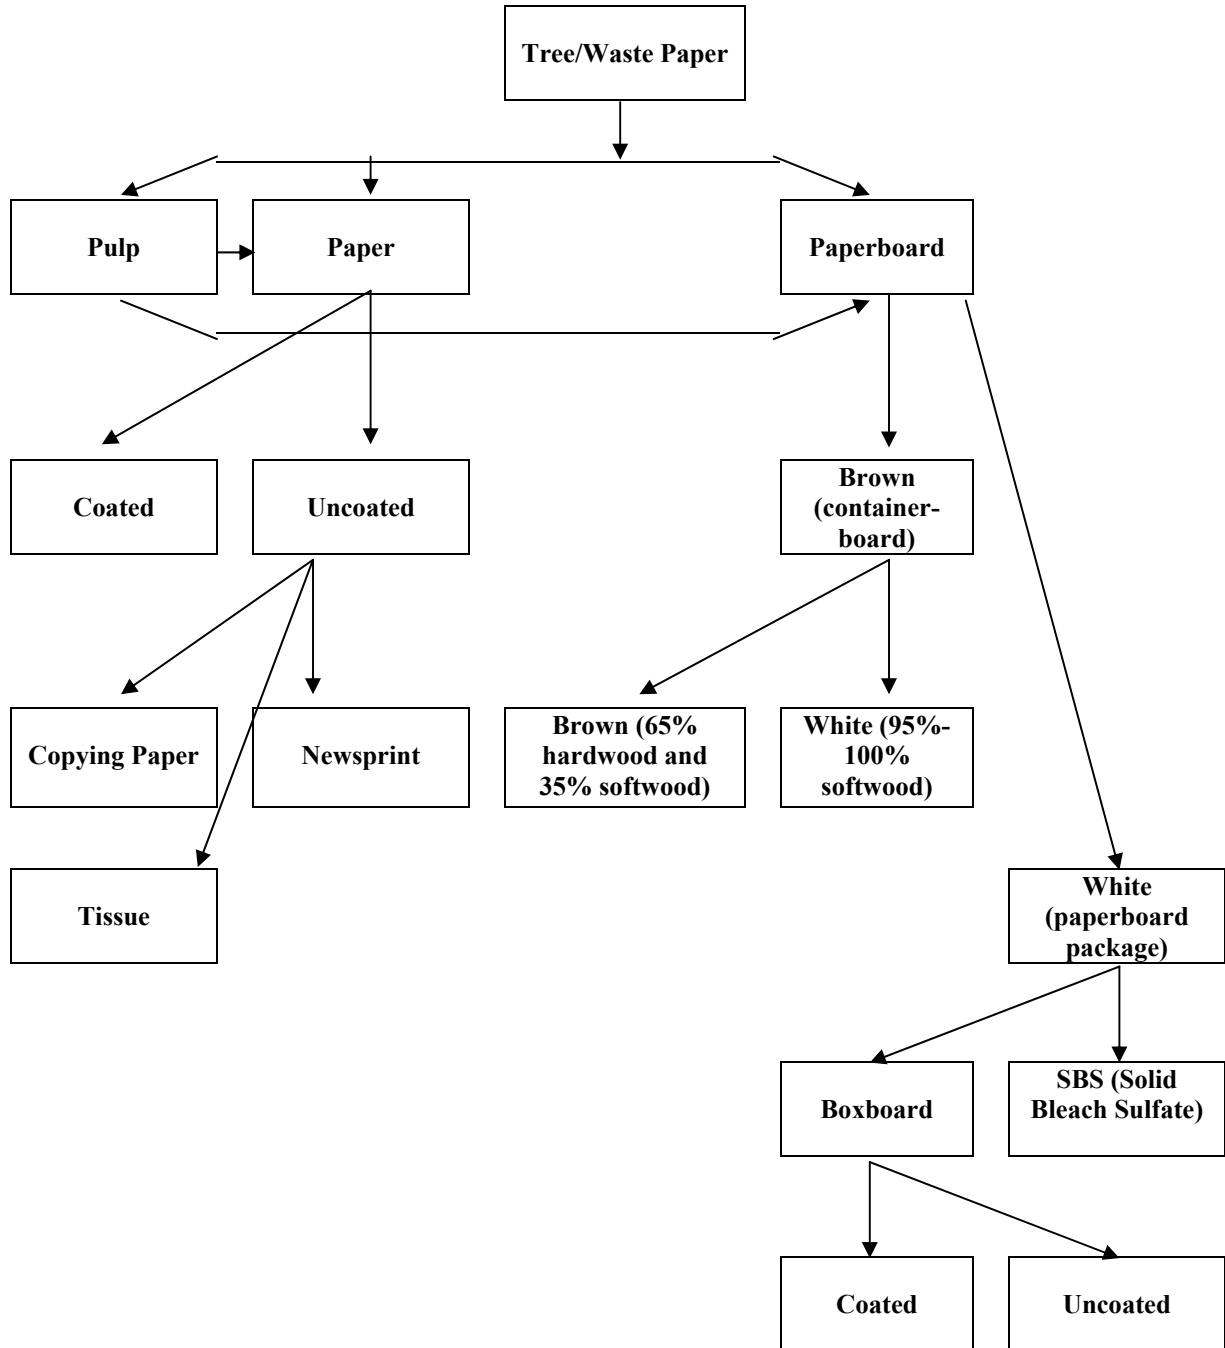 Tree/Waste Paper
Pulp
Paper
Paperboard
Coated
Uncoated
Brown
(container-
board)
Copying Paper
Newsprint
Brown (65%
hardwood and
35% softwood)
White (95%-
100%
softwood)
Tissue
White
(paperboard
package)
Boxboard
SBS (Solid
Bleach Sulfate)
Coated
Uncoated